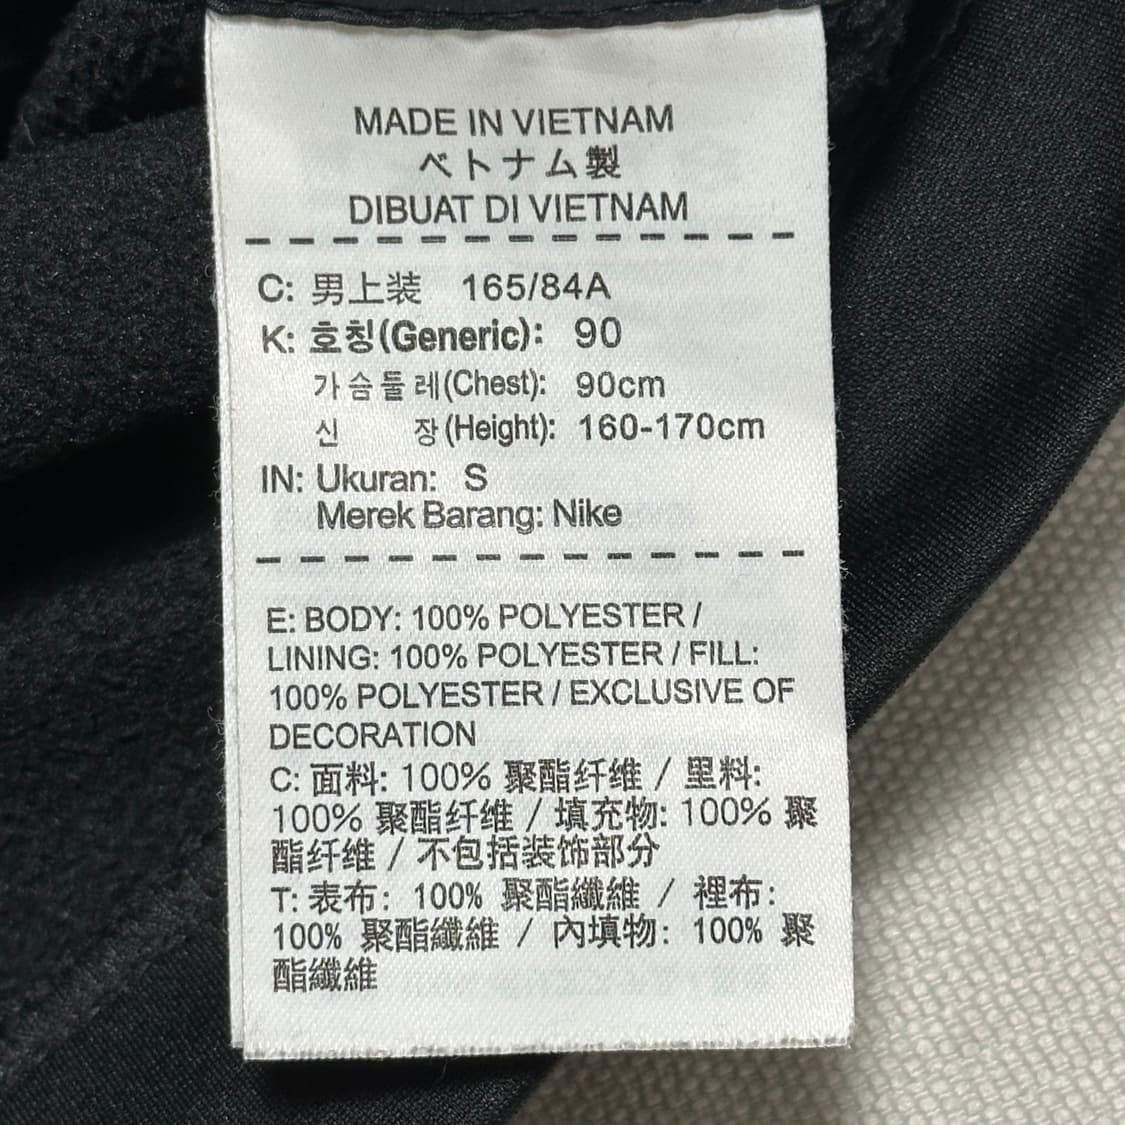 MADE IN VIETNAM
ベトナム製
DIBUAT DI VIETNAM
C: 男上装 165/84A
K: 호칭(Generic): 90
가슴둘레(Chest): 90cm
신 장(Height): 160-170cm
IN: Ukuran: S
Merek Barang: Nike
E: BODY: 100% POLYESTER /
LINING: 100% POLYESTER / FILL:
100% POLYESTER / EXCLUSIVE OF
DECORATION
C: 面料: 100% 聚酯纤维 / 里料:
100% 聚酯纤维 / 填充物: 100% 聚
酯纤维 / 不包括装饰部分
T: 表布: 100% 聚酯纖維 / 裡布:
100% 聚酯纖維 / 內填物: 100% 聚
酯纖維